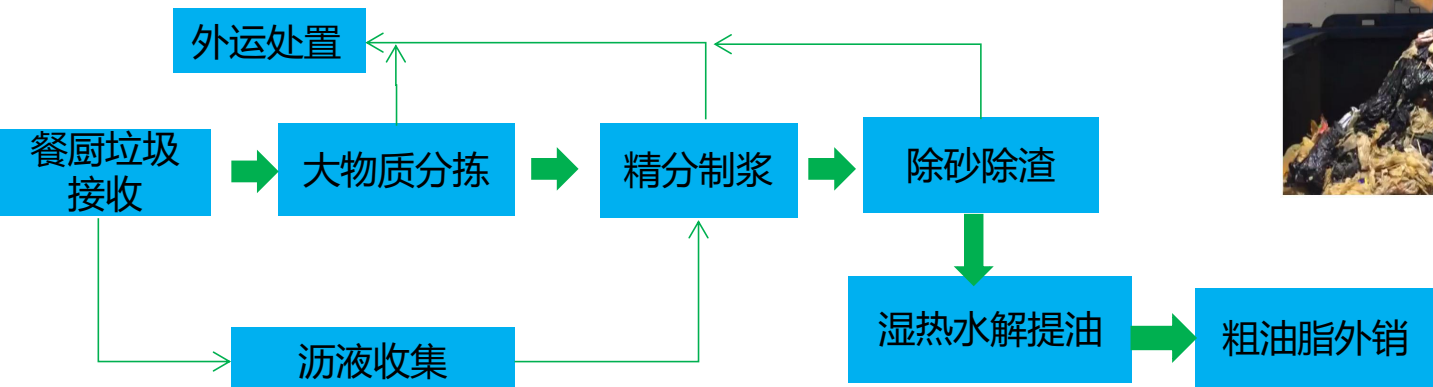 外运处置
餐厨垃圾
接收
大物质分拣
精分制浆
除砂除渣
湿热水解提油
粗油脂外销
沥液收集